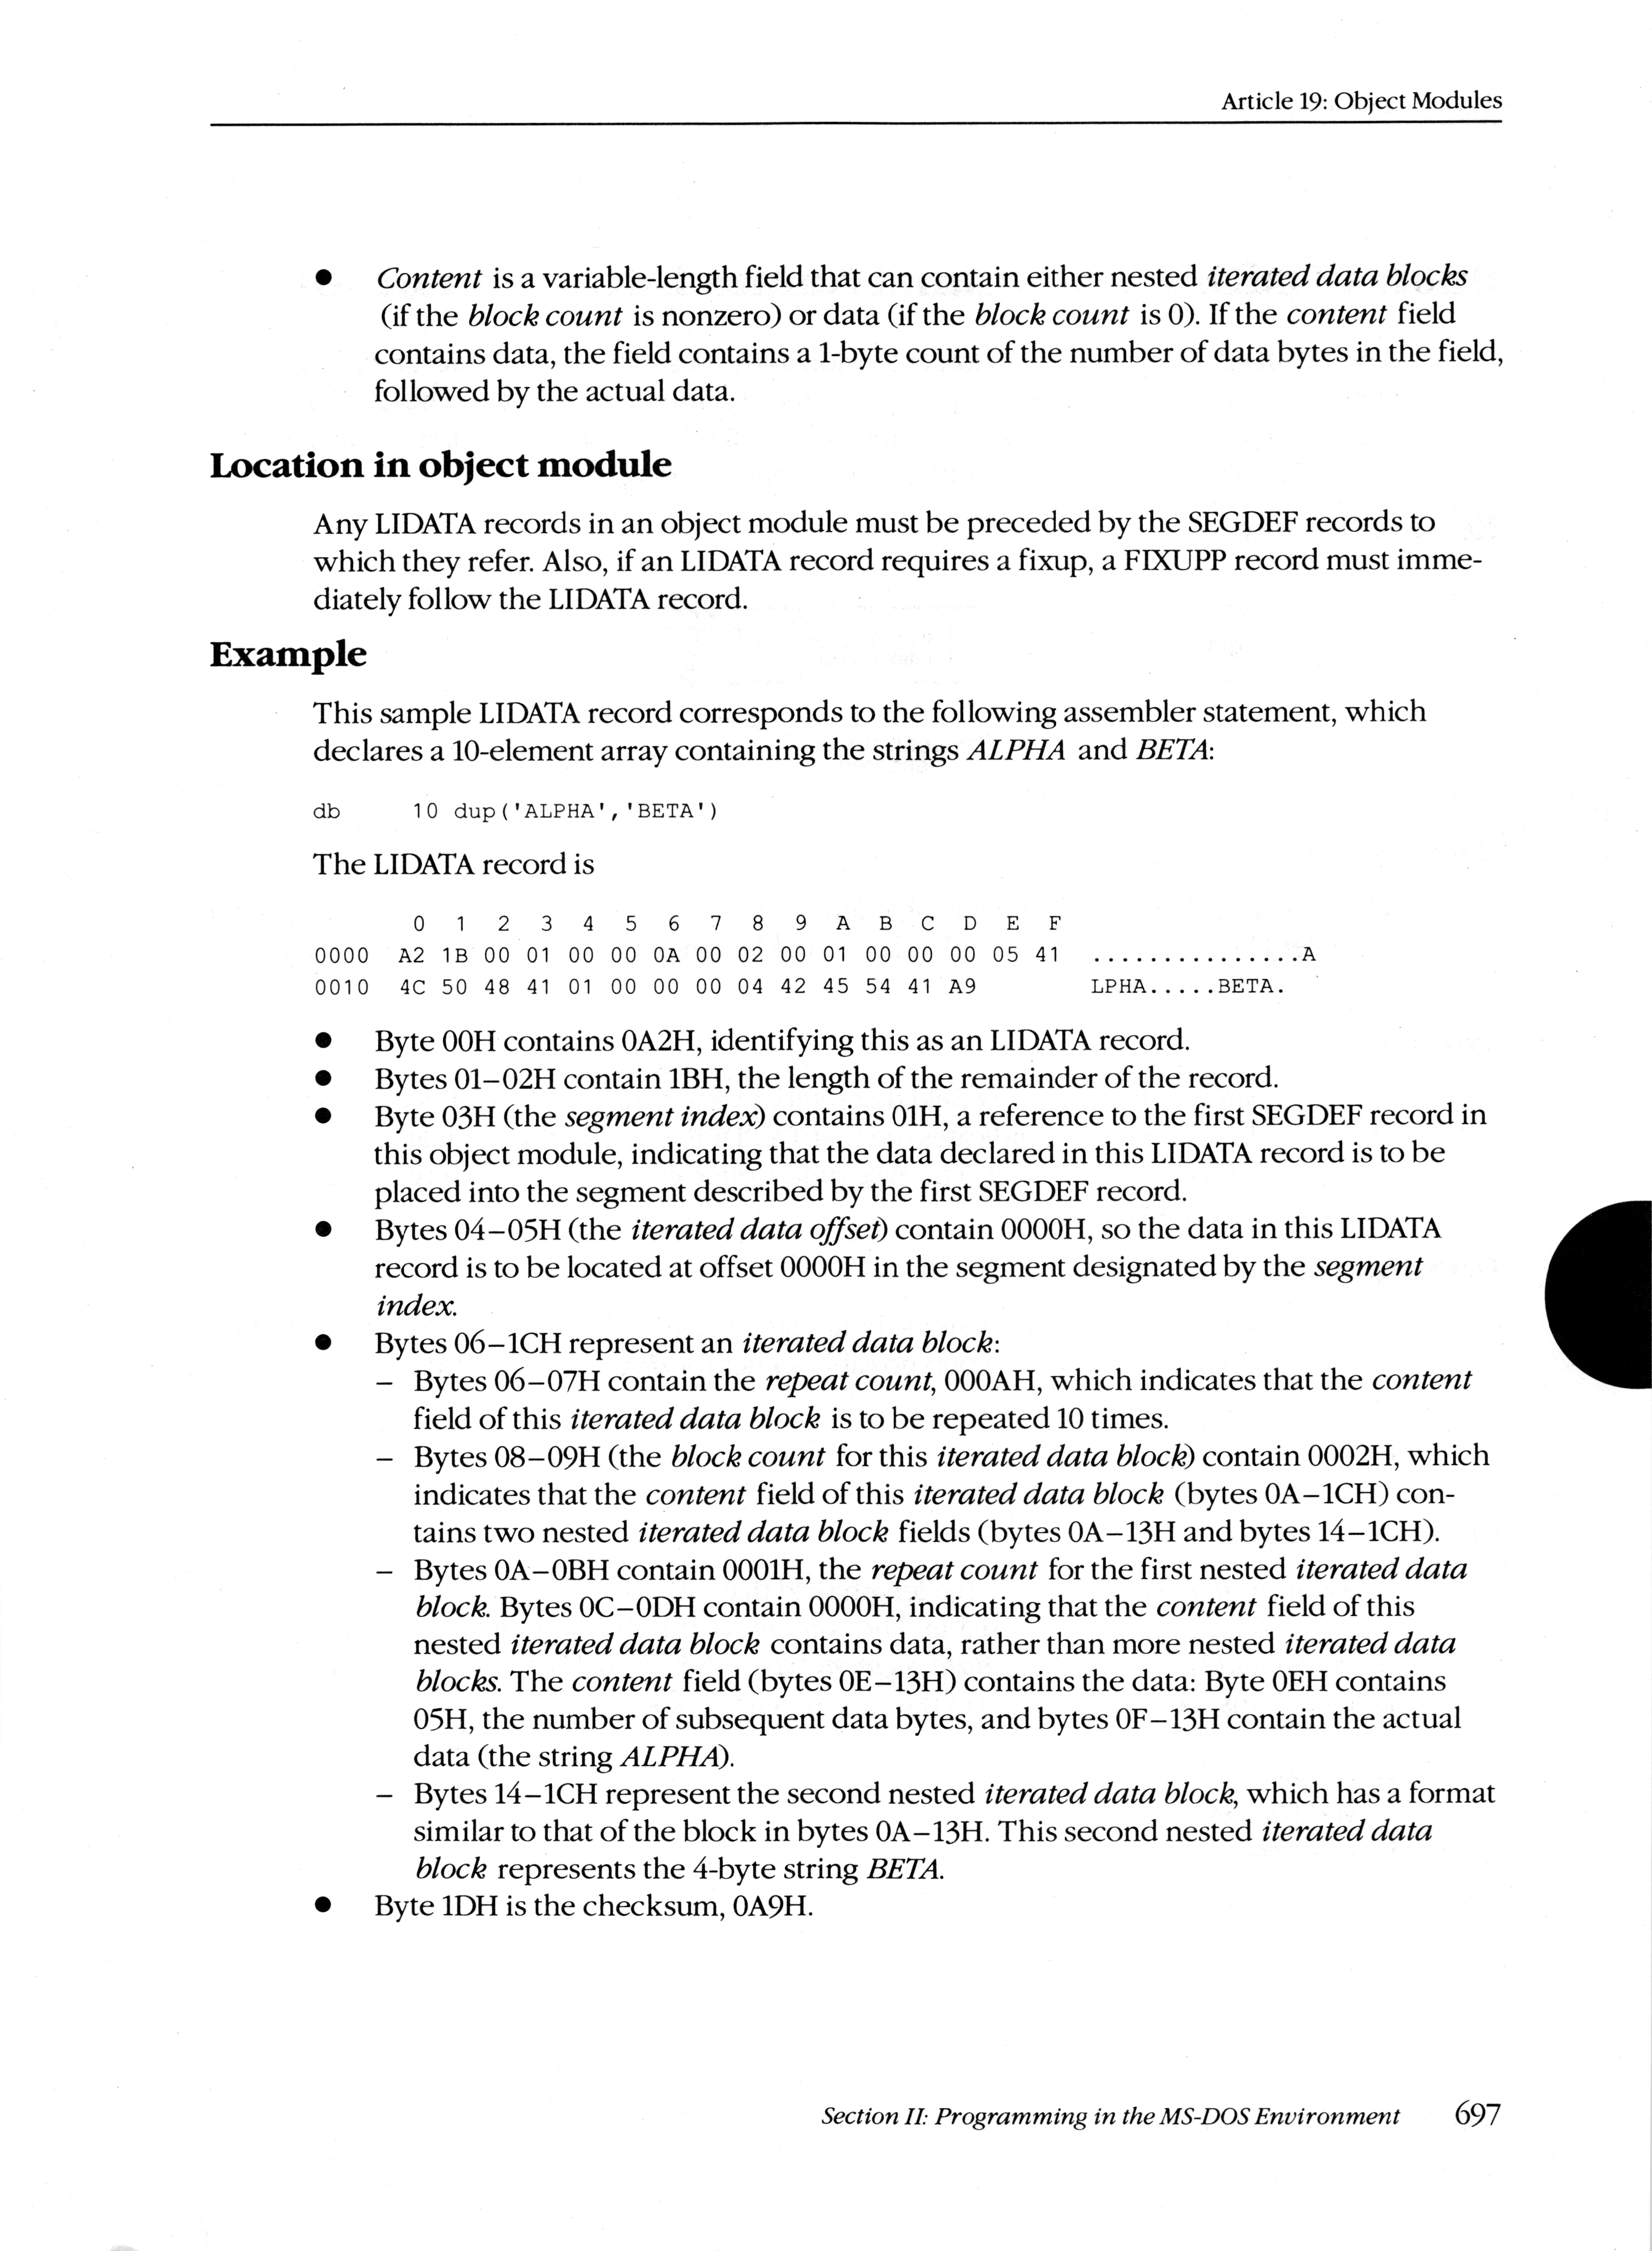 Article 19: Object Modules
● Content is a variable-length field that can contain either nested iterated data blocks
(if the block count is nonzero) or data (if the block count is 0). If the content field
contains data, the field contains a 1-byte count of the number of data bytes in the field,
followed by the actual data.
Location in object module
Any LIDATA records in an object module must be preceded by the SEGDEF records to
which they refer. Also, if an LIDATA record requires a fixup, a FIXUPP record must imme-
diately follow the LIDATA record.
Example
This sample LIDATA record corresponds to the following assembler statement, which
declares a 10-element array containing the strings ALPHA and BETA:
db 10 dup('ALPHA','BETA')
The LIDATA record is
0 1 2 3 4 5 6 7 8 9 A B C D E F
0000 A2 1B 00 01 00 00 0A 00 02 00 01 00 00 00 05 41 ...............A
0010 4C 50 48 41 01 00 00 00 04 42 45 54 41 A9 LPHA.....BETA.
● Byte 00H contains 0A2H, identifying this as an LIDATA record.
● Bytes 01–02H contain 1BH, the length of the remainder of the record.
● Byte 03H (the segment index) contains 01H, a reference to the first SEGDEF record in
this object module, indicating that the data declared in this LIDATA record is to be
placed into the segment described by the first SEGDEF record.
● Bytes 04–05H (the iterated data offset) contain 0000H, so the data in this LIDATA
record is to be located at offset 0000H in the segment designated by the segment
index.
● Bytes 06–1CH represent an iterated data block:
– Bytes 06–07H contain the repeat count, 000AH, which indicates that the content
field of this iterated data block is to be repeated 10 times.
– Bytes 08–09H (the block count for this iterated data block) contain 0002H, which
indicates that the content field of this iterated data block (bytes 0A–1CH) con-
tains two nested iterated data block fields (bytes 0A–13H and bytes 14–1CH).
– Bytes 0A–0BH contain 0001H, the repeat count for the first nested iterated data
block. Bytes 0C–0DH contain 0000H, indicating that the content field of this
nested iterated data block contains data, rather than more nested iterated data
blocks. The content field (bytes 0E–13H) contains the data: Byte 0EH contains
05H, the number of subsequent data bytes, and bytes 0F–13H contain the actual
data (the string ALPHA).
– Bytes 14–1CH represent the second nested iterated data block, which has a format
similar to that of the block in bytes 0A–13H. This second nested iterated data
block represents the 4-byte string BETA.
● Byte 1DH is the checksum, 0A9H.
Section II: Programming in the MS-DOS Environment 697